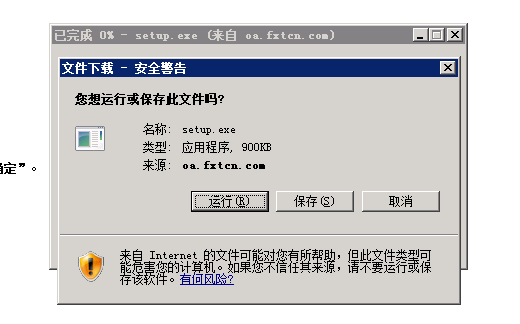 已完成 0% - setup.exe (来自 oa.fxtcn.com)
文件下载 - 安全警告
您想运行或保存此文件吗?
名称: setup.exe
类型: 应用程序, 900KB
来源: oa.fxtcn.com
确定”。
运行(R) 保存(S) 取消
来自 Internet 的文件可能对您有所帮助，但此文件类型可
能危害您的计算机。如果您不信任其来源，请不要运行或保
存该软件。有何风险?